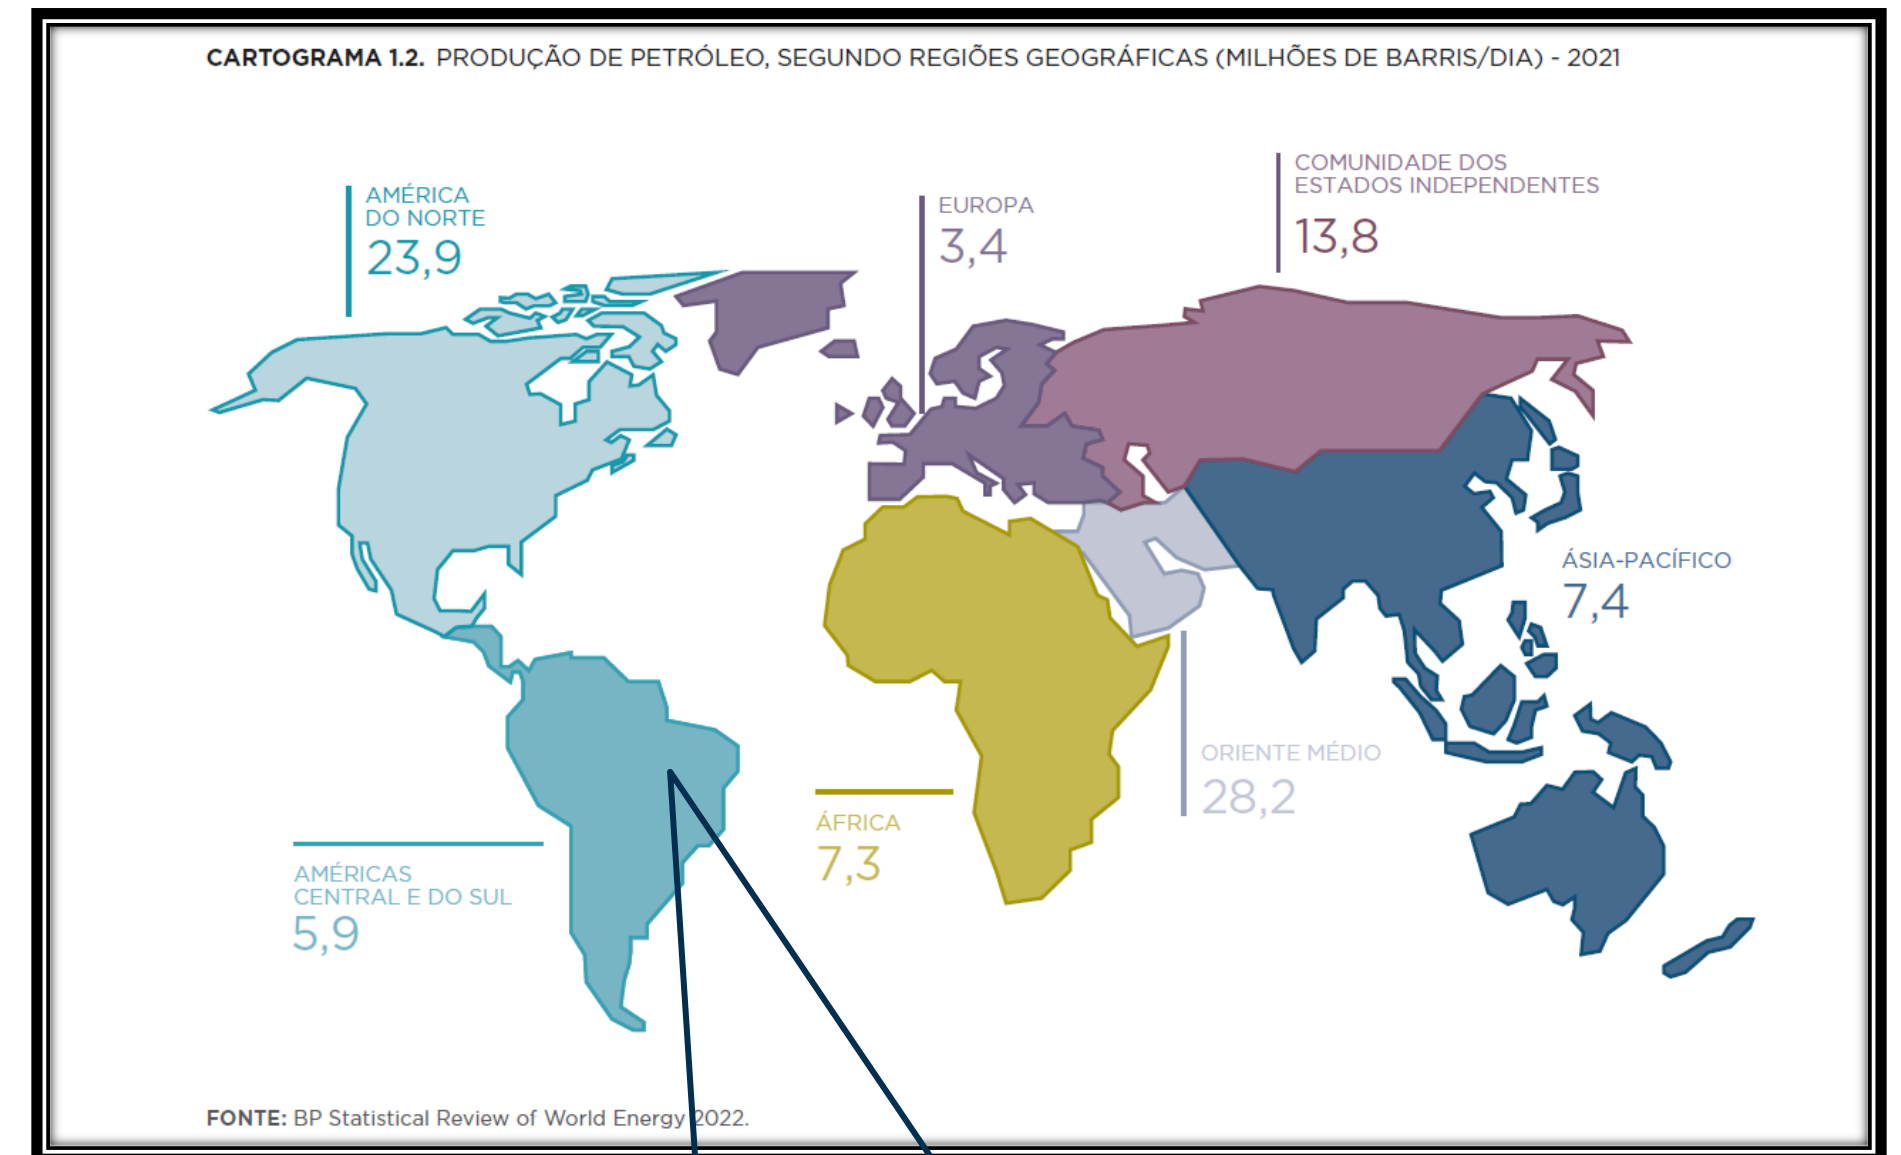 CARTOGRAMA 1.2. PRODUÇÃO DE PETRÓLEO, SEGUNDO REGIÕES GEOGRÁFICAS (MILHÕES DE BARRIS/DIA) - 2021
AMÉRICA
DO NORTE
23,9
EUROPA
3,4
COMUNIDADE DOS
ESTADOS INDEPENDENTES
13,8
ÁSIA-PACÍFICO
7,4
ORIENTE MÉDIO
28,2
ÁFRICA
7,3
AMÉRICAS
CENTRAL E DO SUL
5,9
FONTE: BP Statistical Review of World Energy 2022.